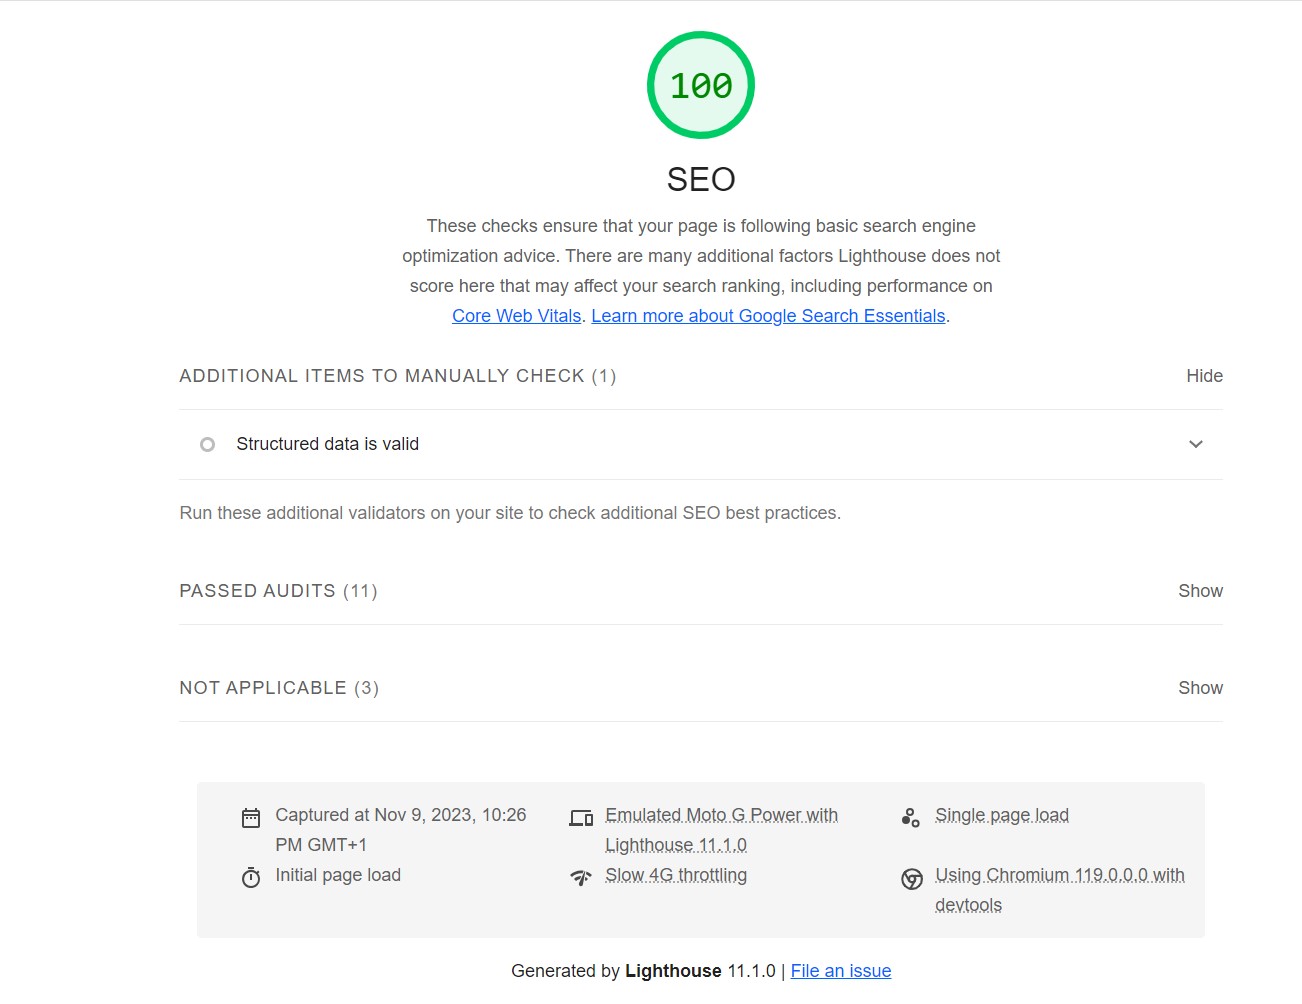 100
SEO
These checks ensure that your page is following basic search engine
optimization advice. There are many additional factors Lighthouse does not
score here that may affect your search ranking, including performance on
Core Web Vitals. Learn more about Google Search Essentials.
ADDITIONAL ITEMS TO MANUALLY CHECK (1)
Hide
Structured data is valid
Run these additional validators on your site to check additional SEO best practices.
PASSED AUDITS (11)
Show
NOT APPLICABLE (3)
Show
Captured at Nov 9, 2023, 10:26
PM GMT+1
Emulated Moto G Power with
Lighthouse 11.1.0
Single page load
Initial page load
Slow 4G throttling
Using Chromium 119.0.0.0 with
devtools
Generated by Lighthouse 11.1.0 | File an issue